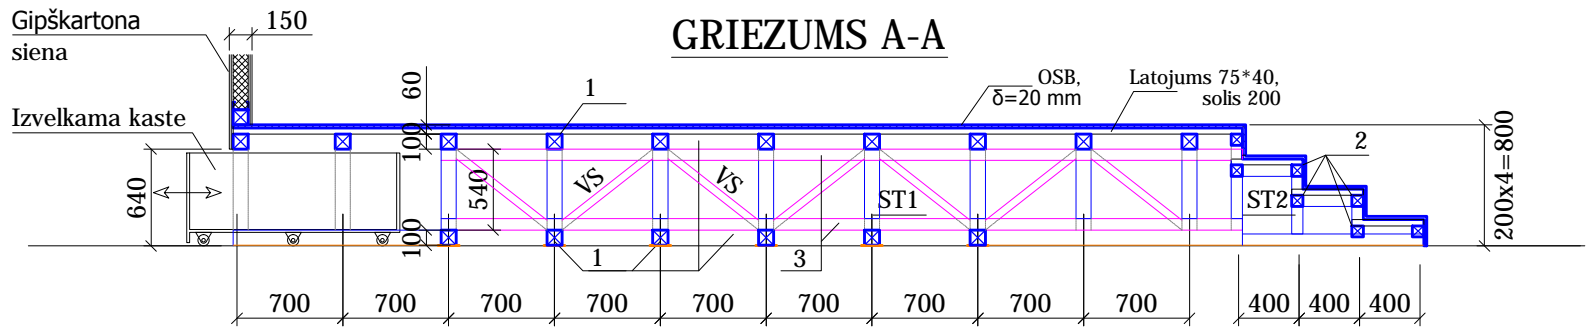 Gipškartona
siena
150
GRIEZUMS A-A
60
1
OSB,
δ=20 mm
Latojums 75*40,
solis 200
Izvelkama kaste
100
2
200x4=800
640
540
VS
VS
ST1
ST2
100
1
3
700
700
700
700
700
700
700
700
700
400
400
400